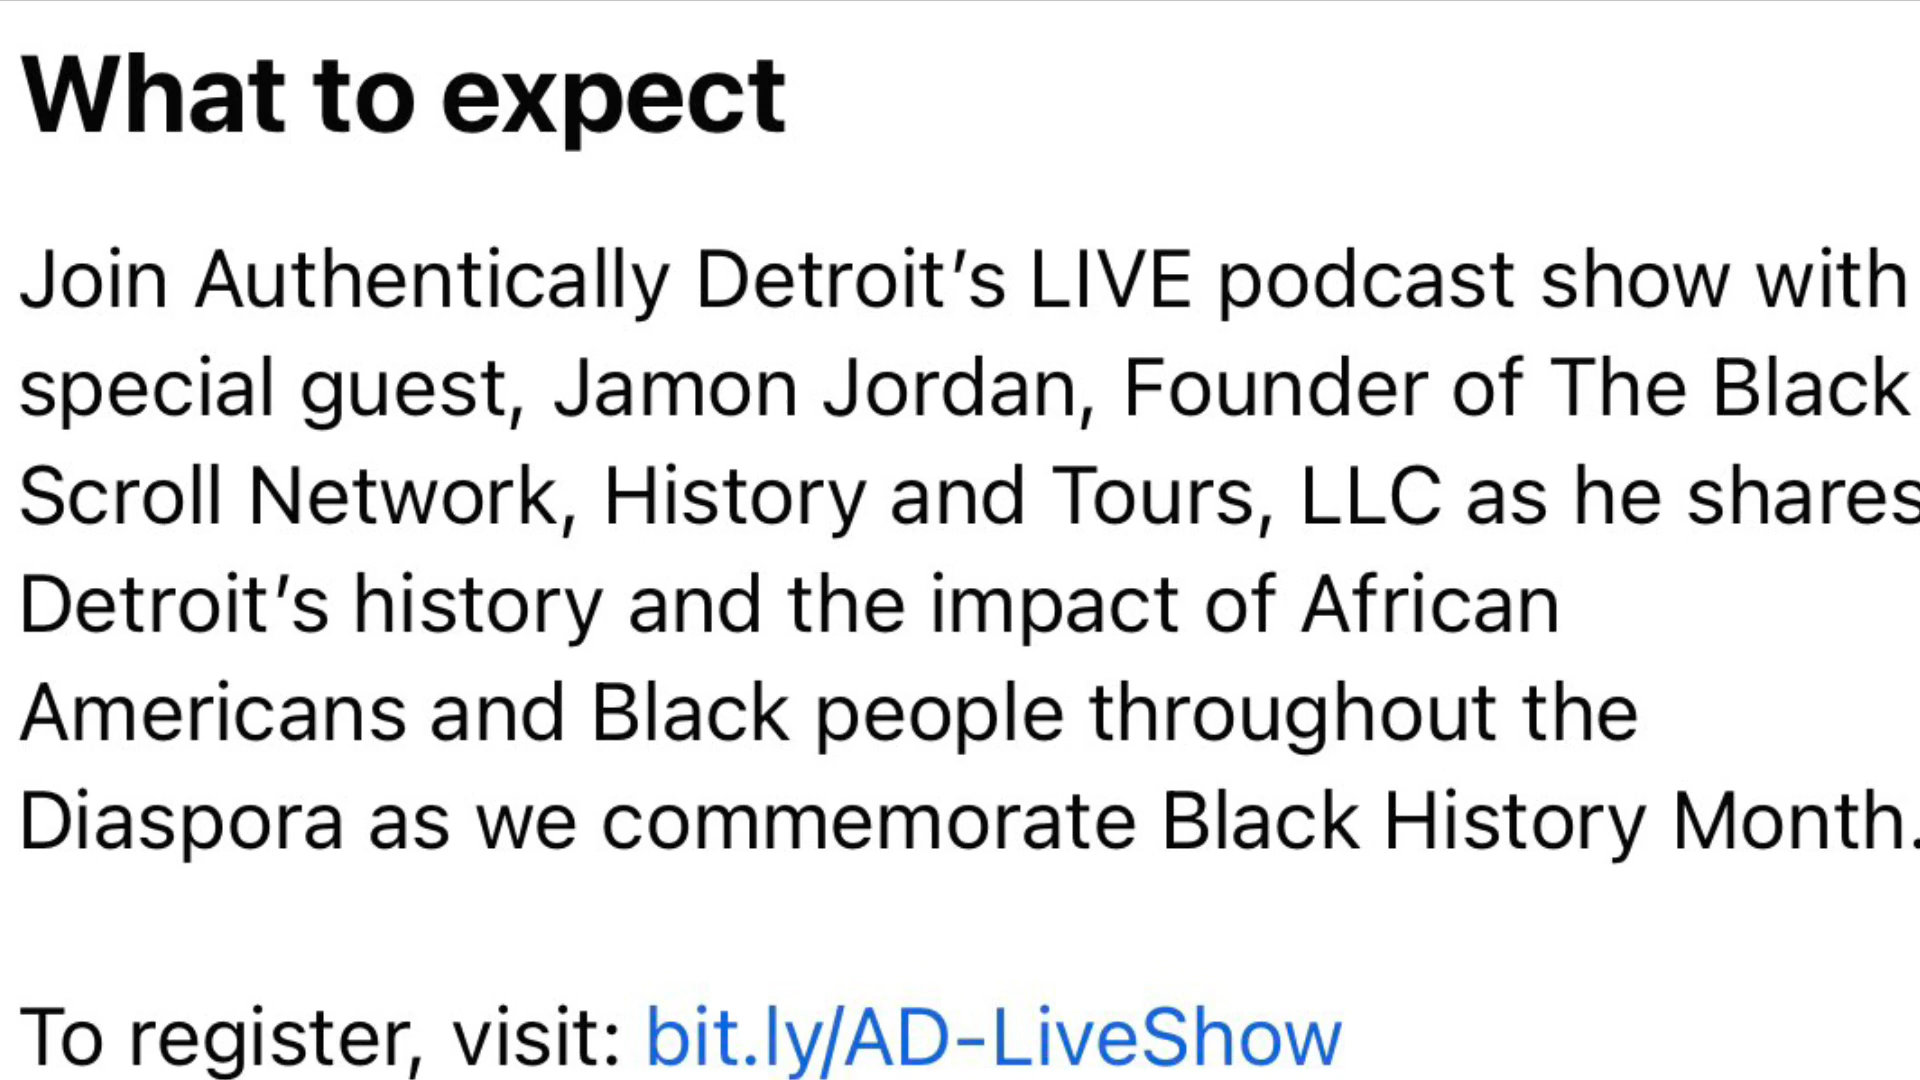 What to expect
Join Authentically Detroit’s LIVE podcast show with
special guest, Jamon Jordan, Founder of The Black
Scroll Network, History and Tours, LLC as he shares
Detroit’s history and the impact of African
Americans and Black people throughout the
Diaspora as we commemorate Black History Month.
To register, visit: bit.ly/AD-LiveShow